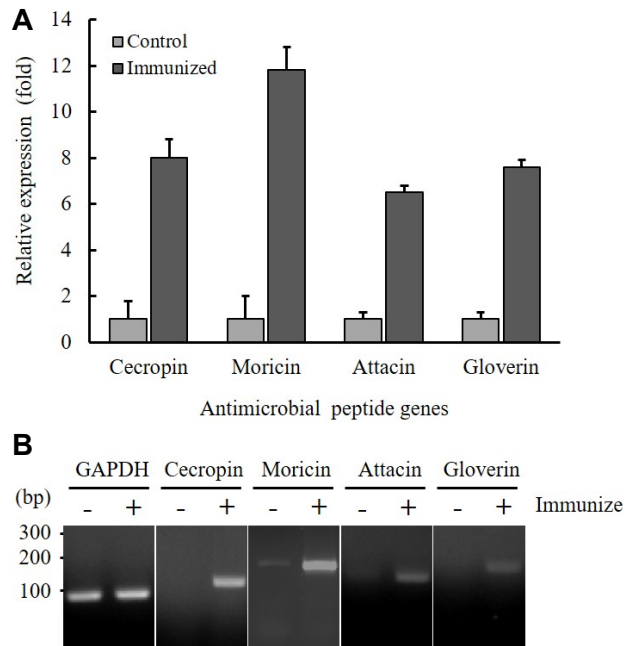 A
14
12
10
8
6
4
2
0
Relative expression (fold)
Control
Immunized
Cecropin Moricin Attacin Gloverin
Antimicrobial peptide genes
B
GAPDH Cecropin Moricin Attacin Gloverin
(bp) - + - + - + - + - + Immunize
300
200
100